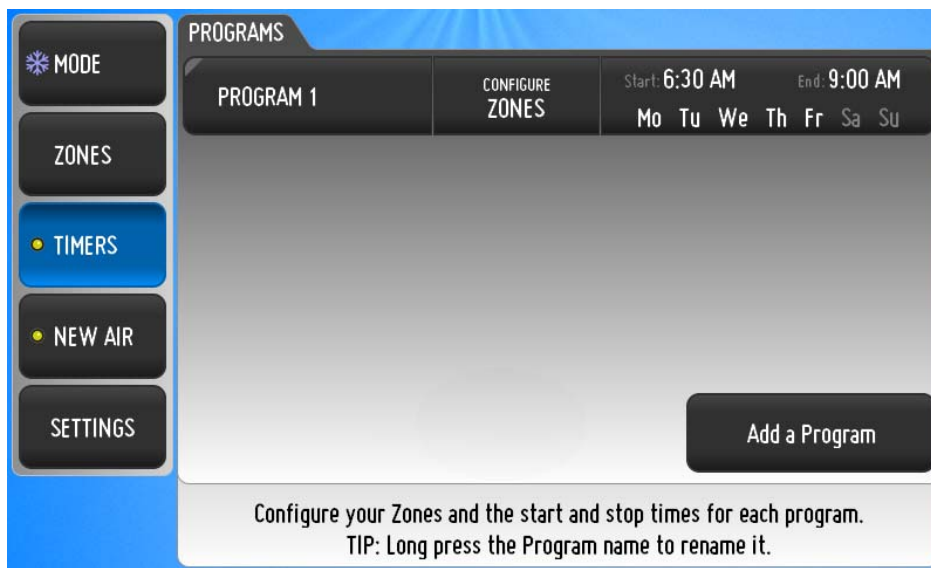 PROGRAMS
MODE
ZONES
TIMERS
NEW AIR
SETTINGS
PROGRAM 1
CONFIGURE
ZONES
Start: 6:30 AM End: 9:00 AM
Mo Tu We Th Fr Sa Su
Add a Program
Configure your Zones and the start and stop times for each program.
TIP: Long press the Program name to rename it.